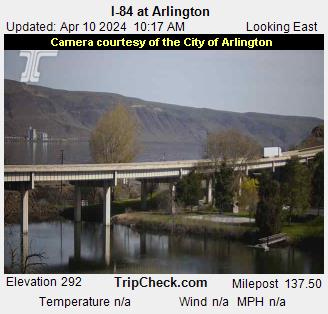 I-84 at Arlington
Updated: Apr 10 2024 10:17 AM Looking East
Camera courtesy of the City of Arlington
Elevation 292 TripCheck.com Milepost 137.50
Temperature n/a Wind n/a MPH n/a